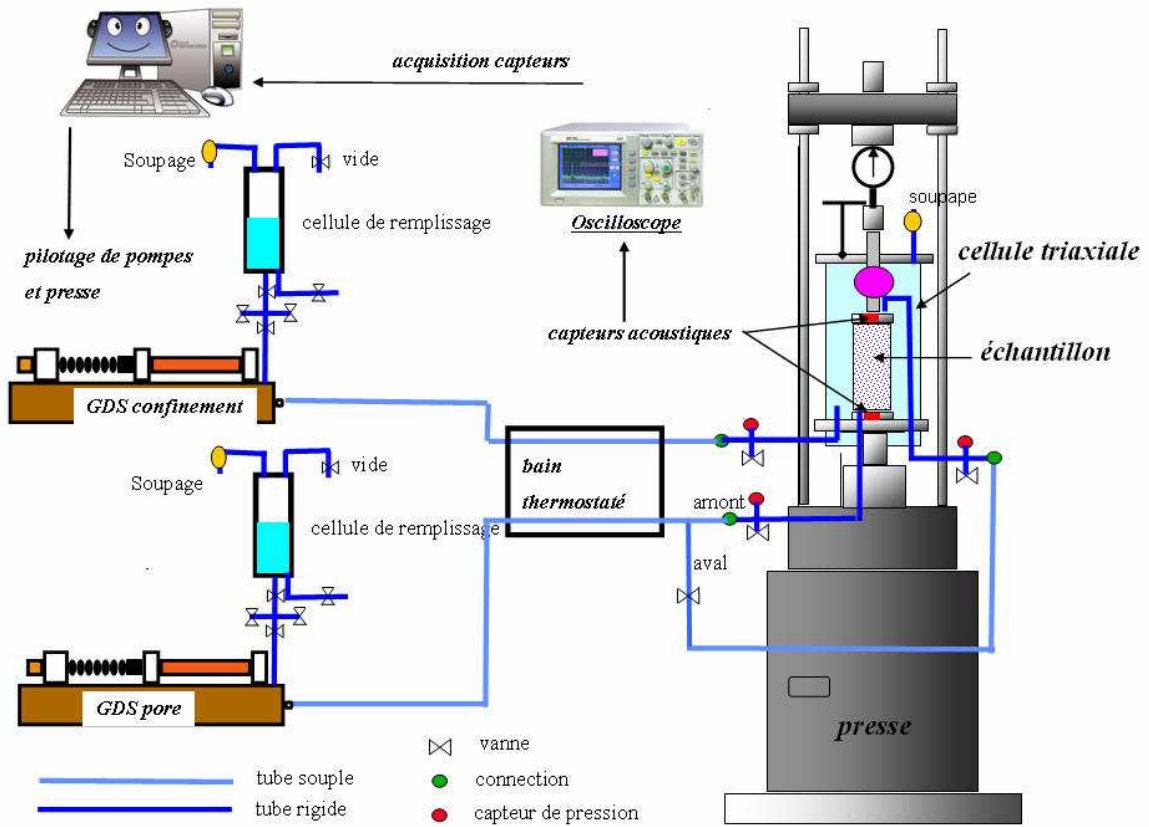 acquisition capteurs
Soupage
vide
cellule de remplissage
Oscilloscope
soupape
cellule triaxiale
pilotage de pompes
et presse
capteurs acoustiques
échantillon
GDS confinement
vide
Soupage
bain
thermostaté
cellule de remplissage
amont
aval
GDS pore
presse
vanne
tube souple
connection
tube rigide
capteur de pression